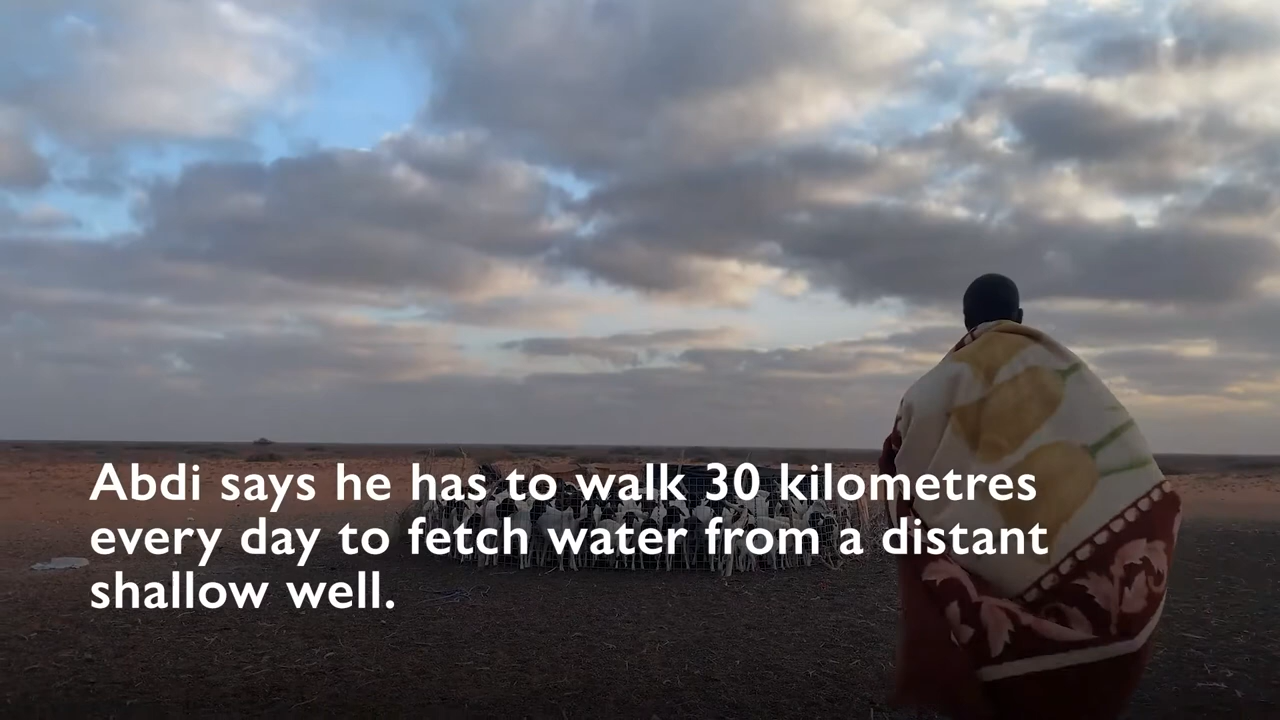 Abdi says he has to walk 30 kilometres
every day to fetch water from a distant
shallow well.